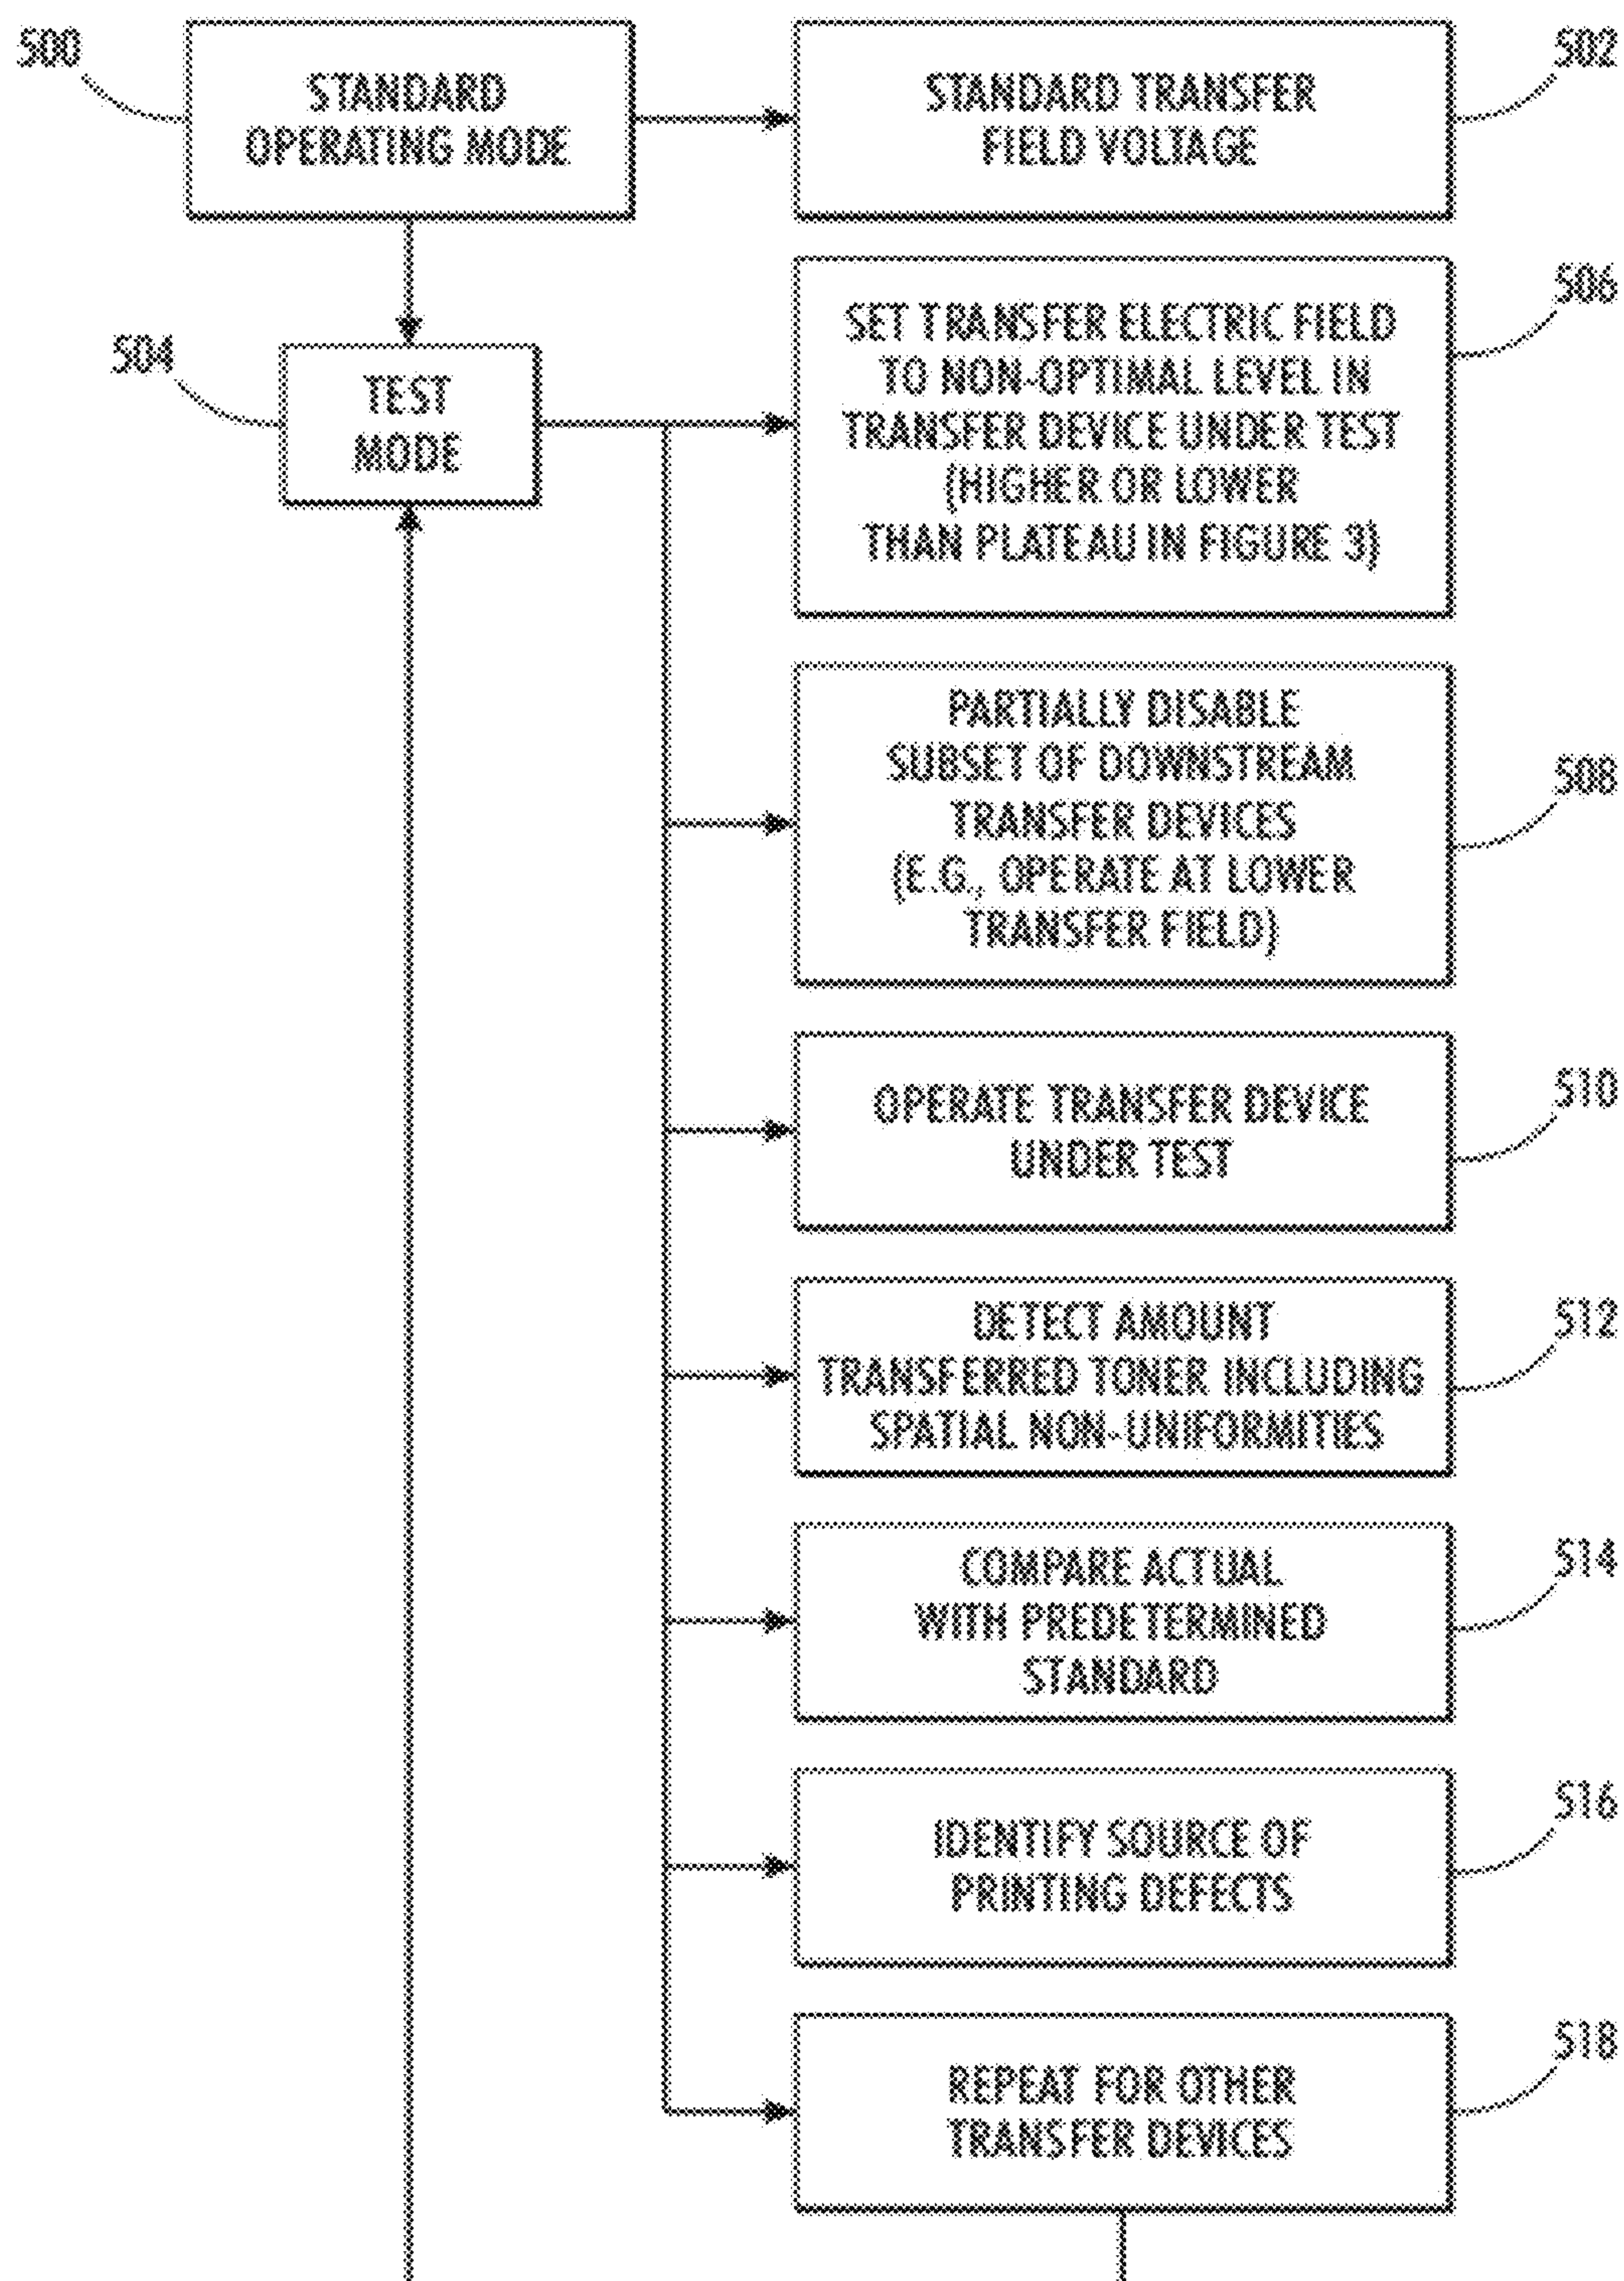 500
STANDARD
OPERATING MODE
STANDARD TRANSFER
FIELD VOLTAGE
502
504
TEST
MODE
SET TRANSFER ELECTRIC FIELD
TO NON-OPTIMAL LEVEL IN
TRANSFER DEVICE UNDER TEST
(HIGHER OR LOWER
THAN PLATEAU IN FIGURE 3)
506
PARTIALLY DISABLE
SUBSET OF DOWNSTREAM
TRANSFER DEVICES
(E.G., OPERATE AT LOWER
TRANSFER FIELD)
508
OPERATE TRANSFER DEVICE
UNDER TEST
510
DETECT AMOUNT
TRANSFERRED TONER INCLUDING
SPATIAL NON-UNIFORMITIES
512
COMPARE ACTUAL
WITH PREDETERMINED
STANDARD
514
IDENTIFY SOURCE OF
PRINTING DEFECTS
516
REPEAT FOR OTHER
TRANSFER DEVICES
518